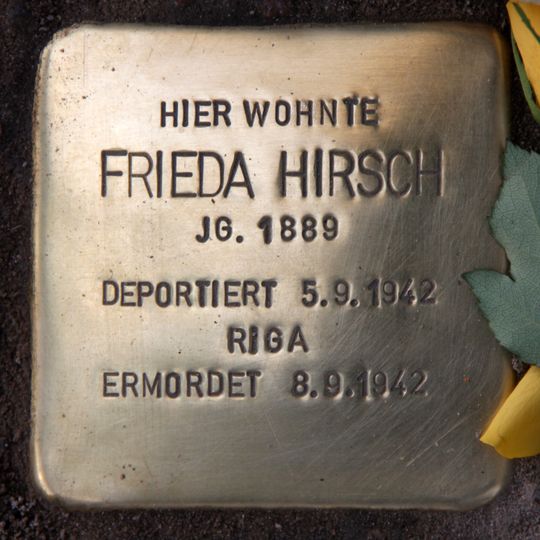 HIER WOHNTE
FRIEDA HIRSCH
JG. 1889
DEPORTIERT 5.9.1942
RIGA
ERMORDET 8.9.1942